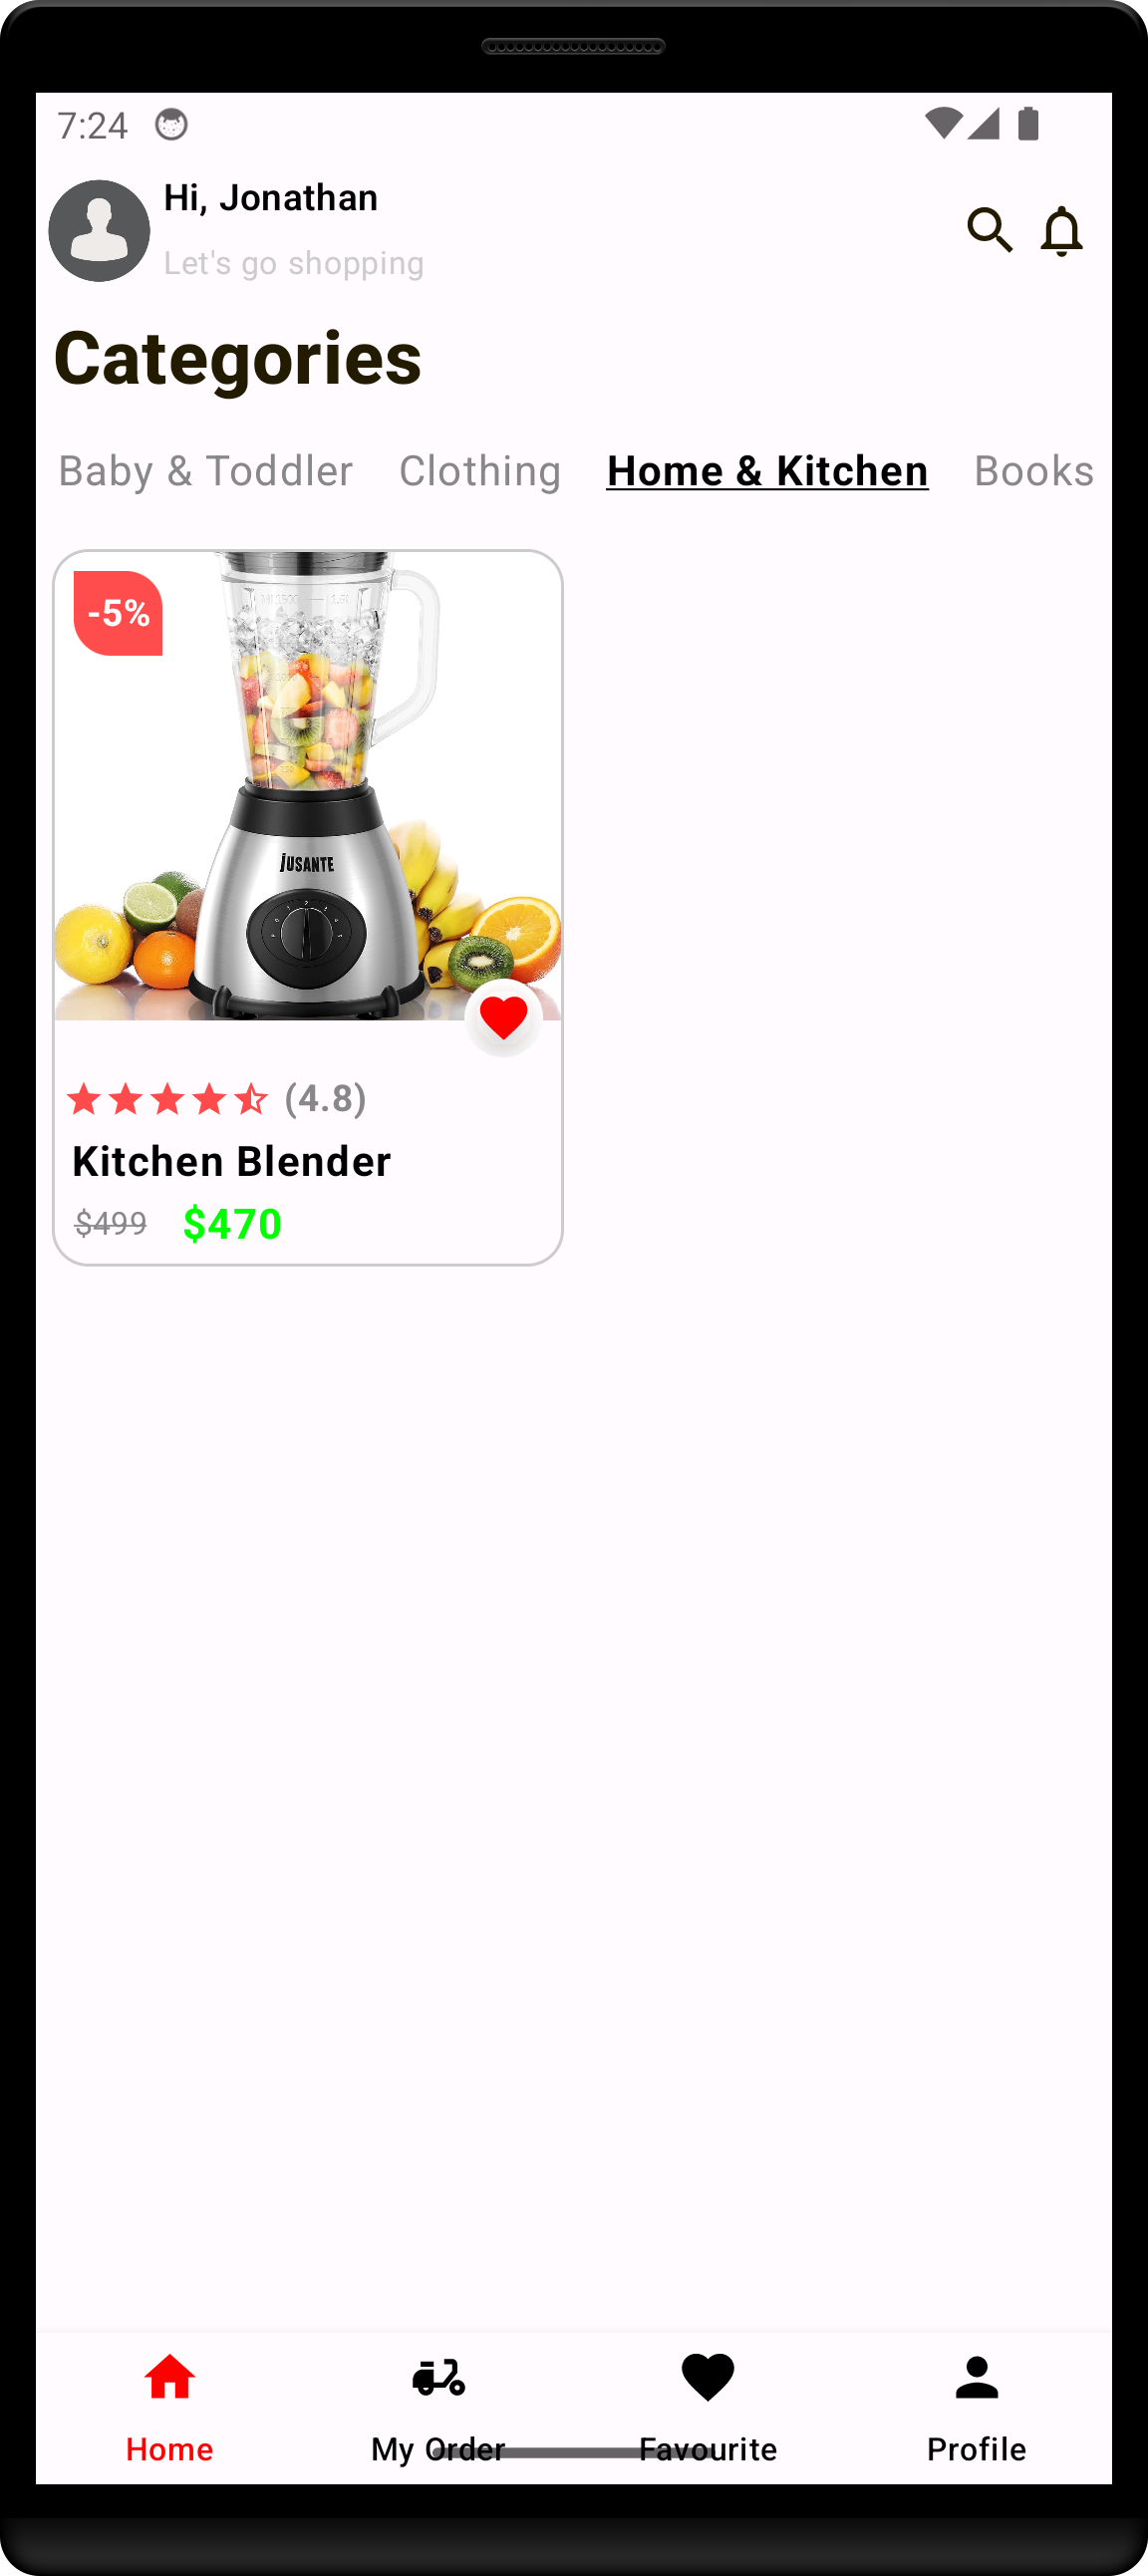 7:24
Hi, Jonathan
Let's go shopping
Categories
Baby & Toddler Clothing Home & Kitchen Books
-5%
JUSANTE
(4.8)
Kitchen Blender
$499 $470
Home My Order Favourite Profile